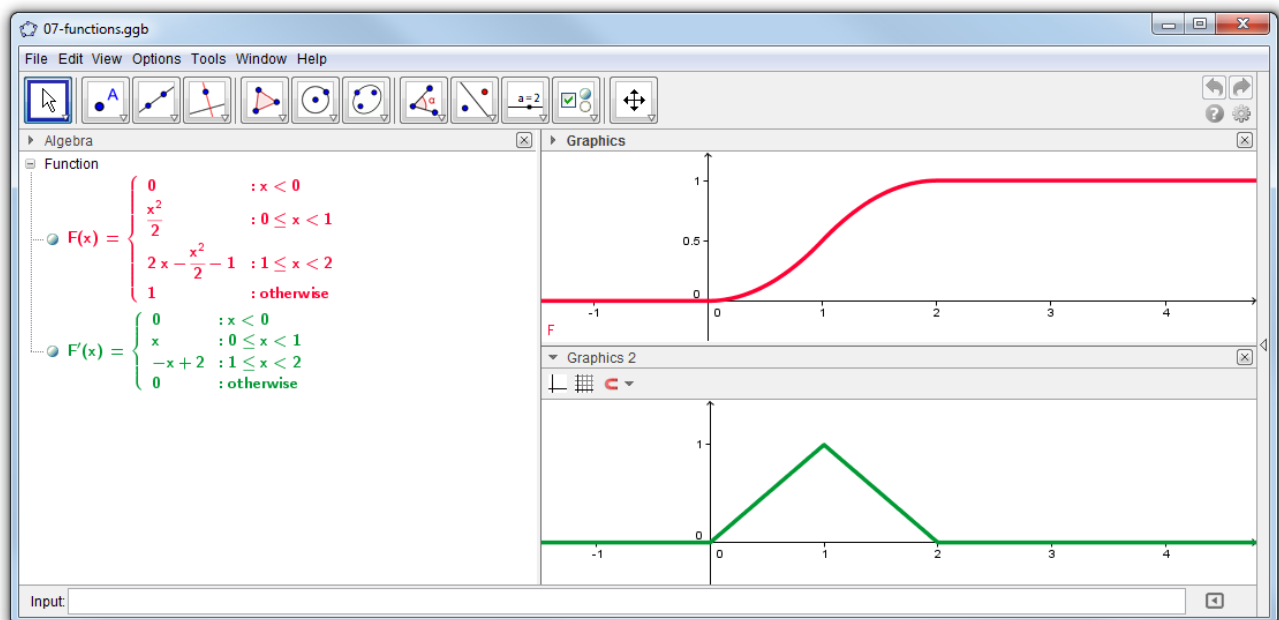 07-functions.ggb
File Edit View Options Tools Window Help
A α a = 2
Algebra
Function
F(x) = { 0 : x < 0
x²/2 : 0 ≤ x < 1
2 x − x²/2 − 1 : 1 ≤ x < 2
1 : otherwise
F′(x) = { 0 : x < 0
x : 0 ≤ x < 1
−x + 2 : 1 ≤ x < 2
0 : otherwise
Graphics
1
0.5
0
-1 0 1 2 3 4
F
Graphics 2
1
0
-1 0 1 2 3 4
Input: